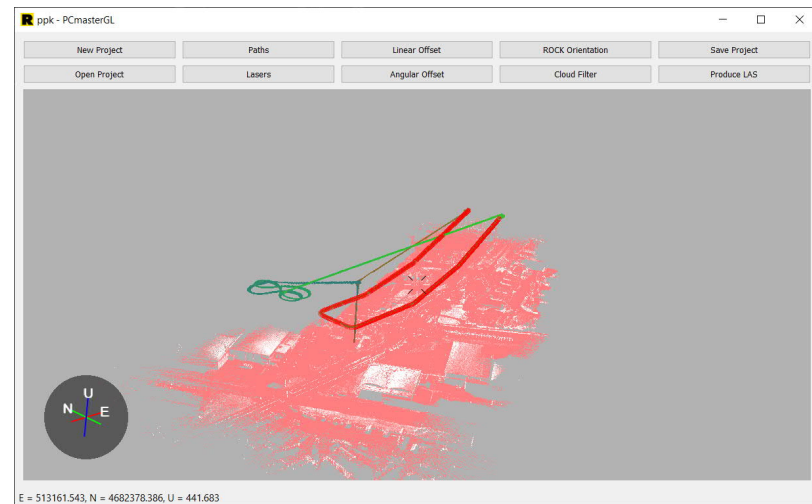 R ppk - PCmasterGL
New Project Paths Linear Offset ROCK Orientation Save Project
Open Project Lasers Angular Offset Cloud Filter Produce LAS
U
N E
E = 513161.543, N = 4682378.386, U = 441.683